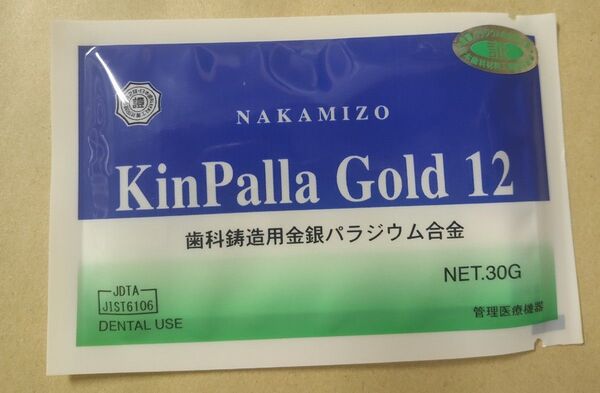 NAKAMIZO
KinPalla Gold 12
歯科鋳造用金銀パラジウム合金
NET.30G
JDTA
J1ST6106
DENTAL USE
管理医療機器